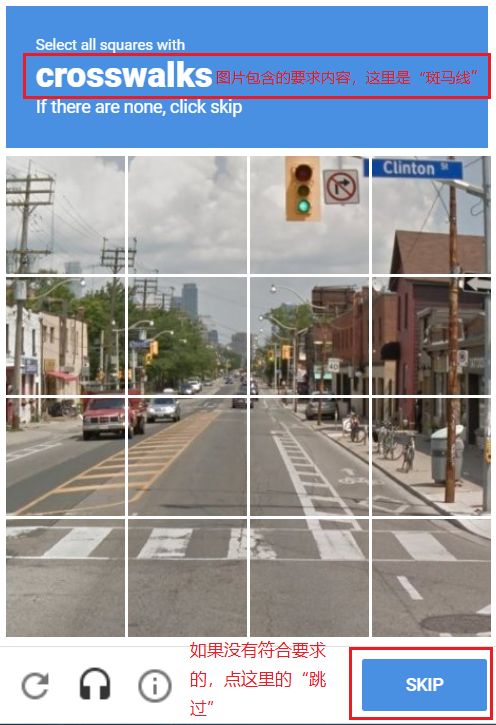 Select all squares with
crosswalks 图片包含的要求内容，这里是“斑马线”
If there are none, click skip
Clinton St
40
如果没有符合要求
的，点这里的“跳
过”
SKIP